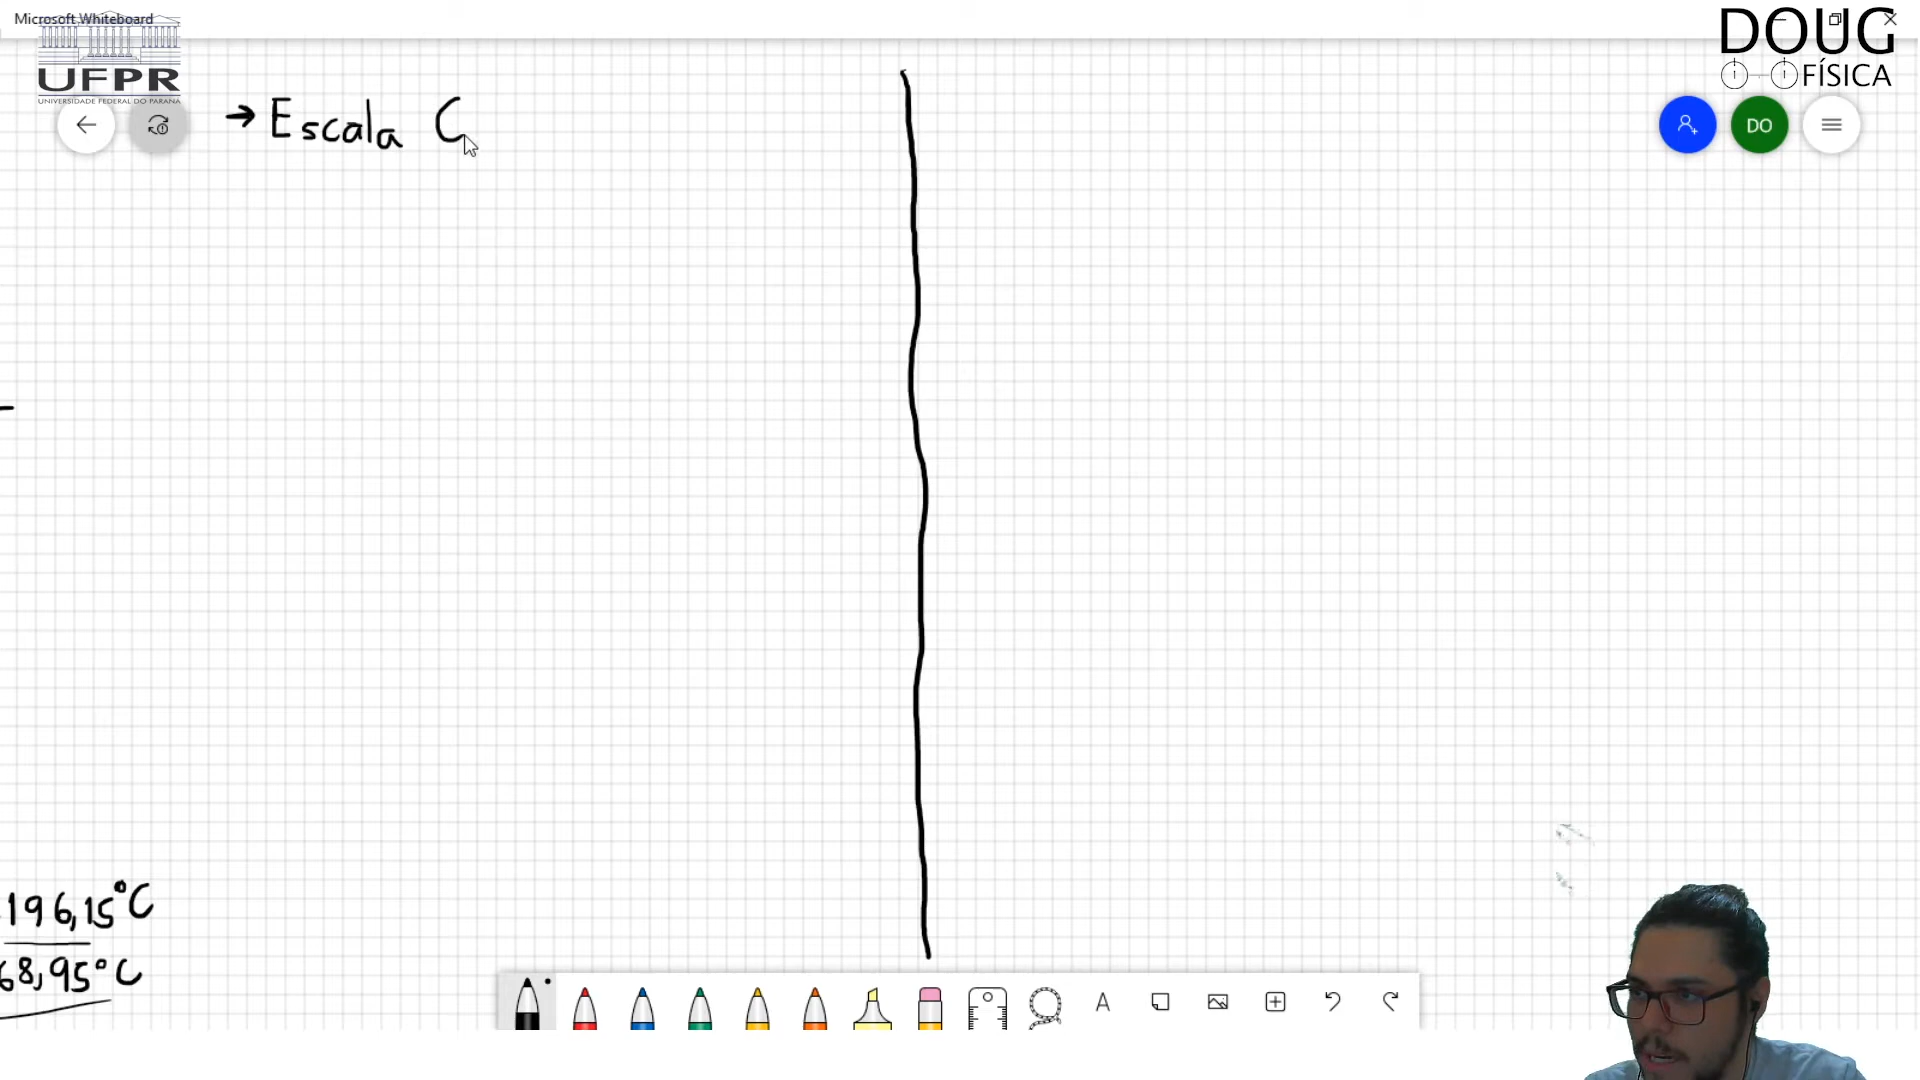 Microsoft Whiteboard
UFPR
UNIVERSIDADE FEDERAL DO PARANÁ
DOUG
FÍSICA
→ Escala C
DO
196,15°C
68,95°C
A